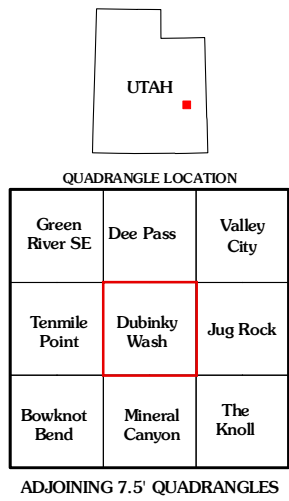 UTAH
QUADRANGLE LOCATION
Green
River SE
Dee Pass
Valley
City
Tenmile
Point
Dubinky
Wash
Jug Rock
Bowknot
Bend
Mineral
Canyon
The
Knoll
ADJOINING 7.5' QUADRANGLES